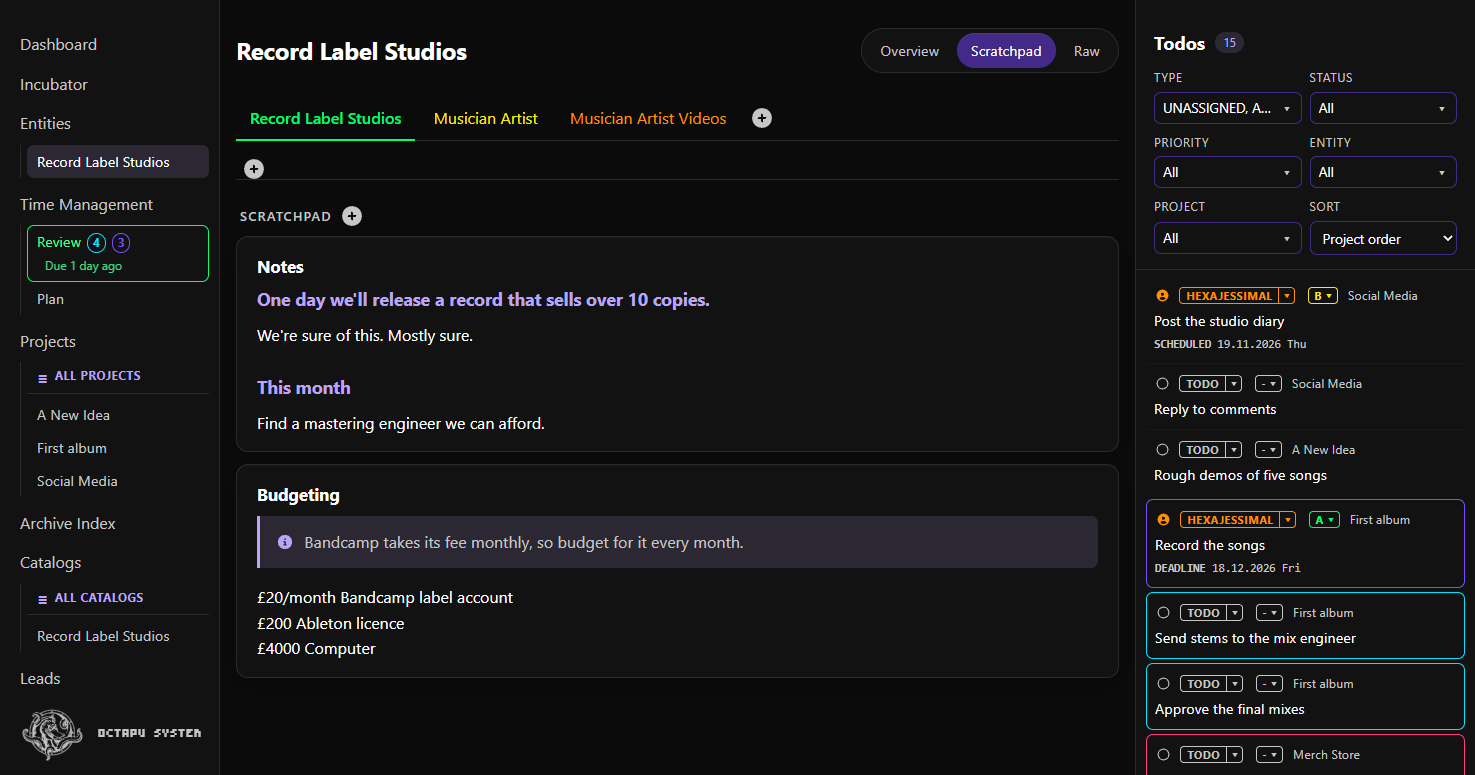 Dashboard
Incubator
Entities
Record Label Studios
Time Management
Review 4 3
Due 1 day ago
Plan
Projects
ALL PROJECTS
A New Idea
First album
Social Media
Archive Index
Catalogs
ALL CATALOGS
Record Label Studios
Leads
OCTAPU SYSTEM
Record Label Studios
Overview Scratchpad Raw
Record Label Studios Musician Artist Musician Artist Videos +
+
SCRATCHPAD +
Notes
One day we'll release a record that sells over 10 copies.
We're sure of this. Mostly sure.
This month
Find a mastering engineer we can afford.
Budgeting
Bandcamp takes its fee monthly, so budget for it every month.
£20/month Bandcamp label account
£200 Ableton licence
£4000 Computer
Todos 15
TYPE STATUS
UNASSIGNED, A... All
PRIORITY ENTITY
All All
PROJECT SORT
All Project order
HEXAJESSIMAL B Social Media
Post the studio diary
SCHEDULED 19.11.2026 Thu
TODO - Social Media
Reply to comments
TODO - A New Idea
Rough demos of five songs
HEXAJESSIMAL A First album
Record the songs
DEADLINE 18.12.2026 Fri
TODO - First album
Send stems to the mix engineer
TODO - First album
Approve the final mixes
TODO - Merch Store